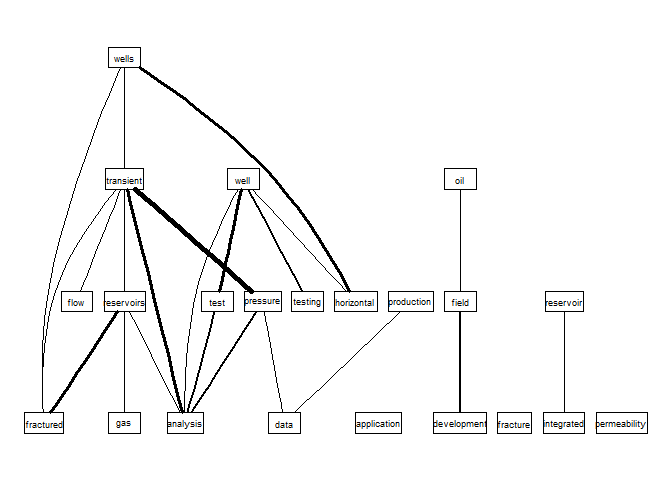 wells
transient
well
oil
flow
reservoirs
test
pressure
testing
horizontal
production
field
reservoir
fractured
gas
analysis
data
application
development
fracture
integrated
permeability